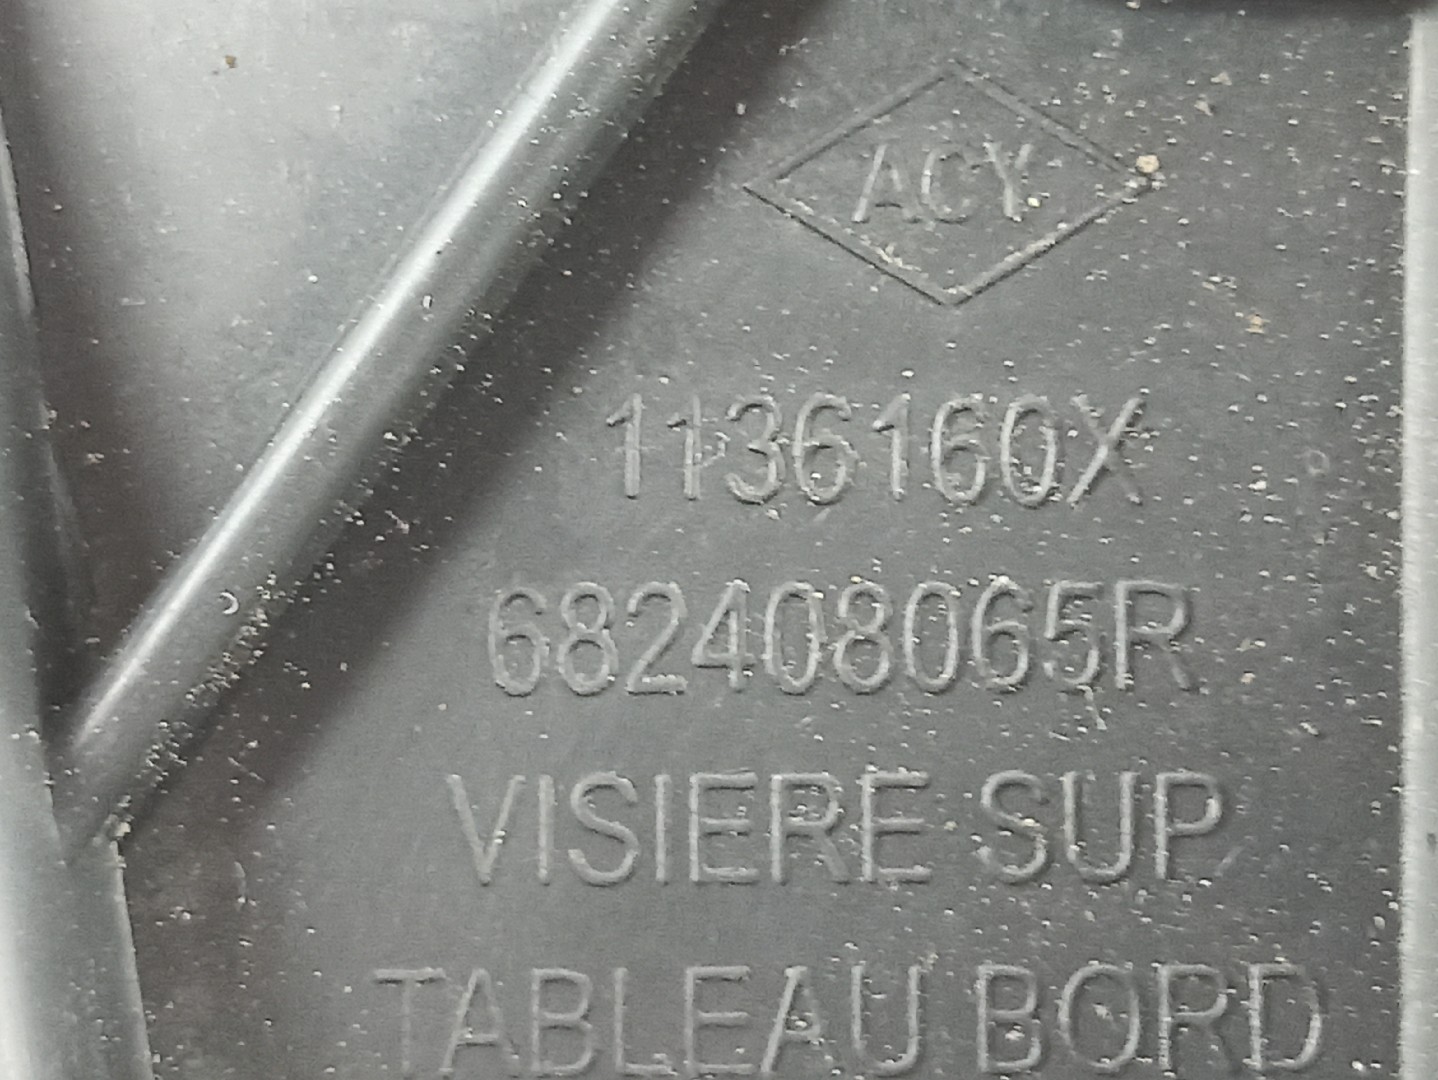 ACY
1136160X
682408065R
VISIERE SUP
TABLEAU BORD